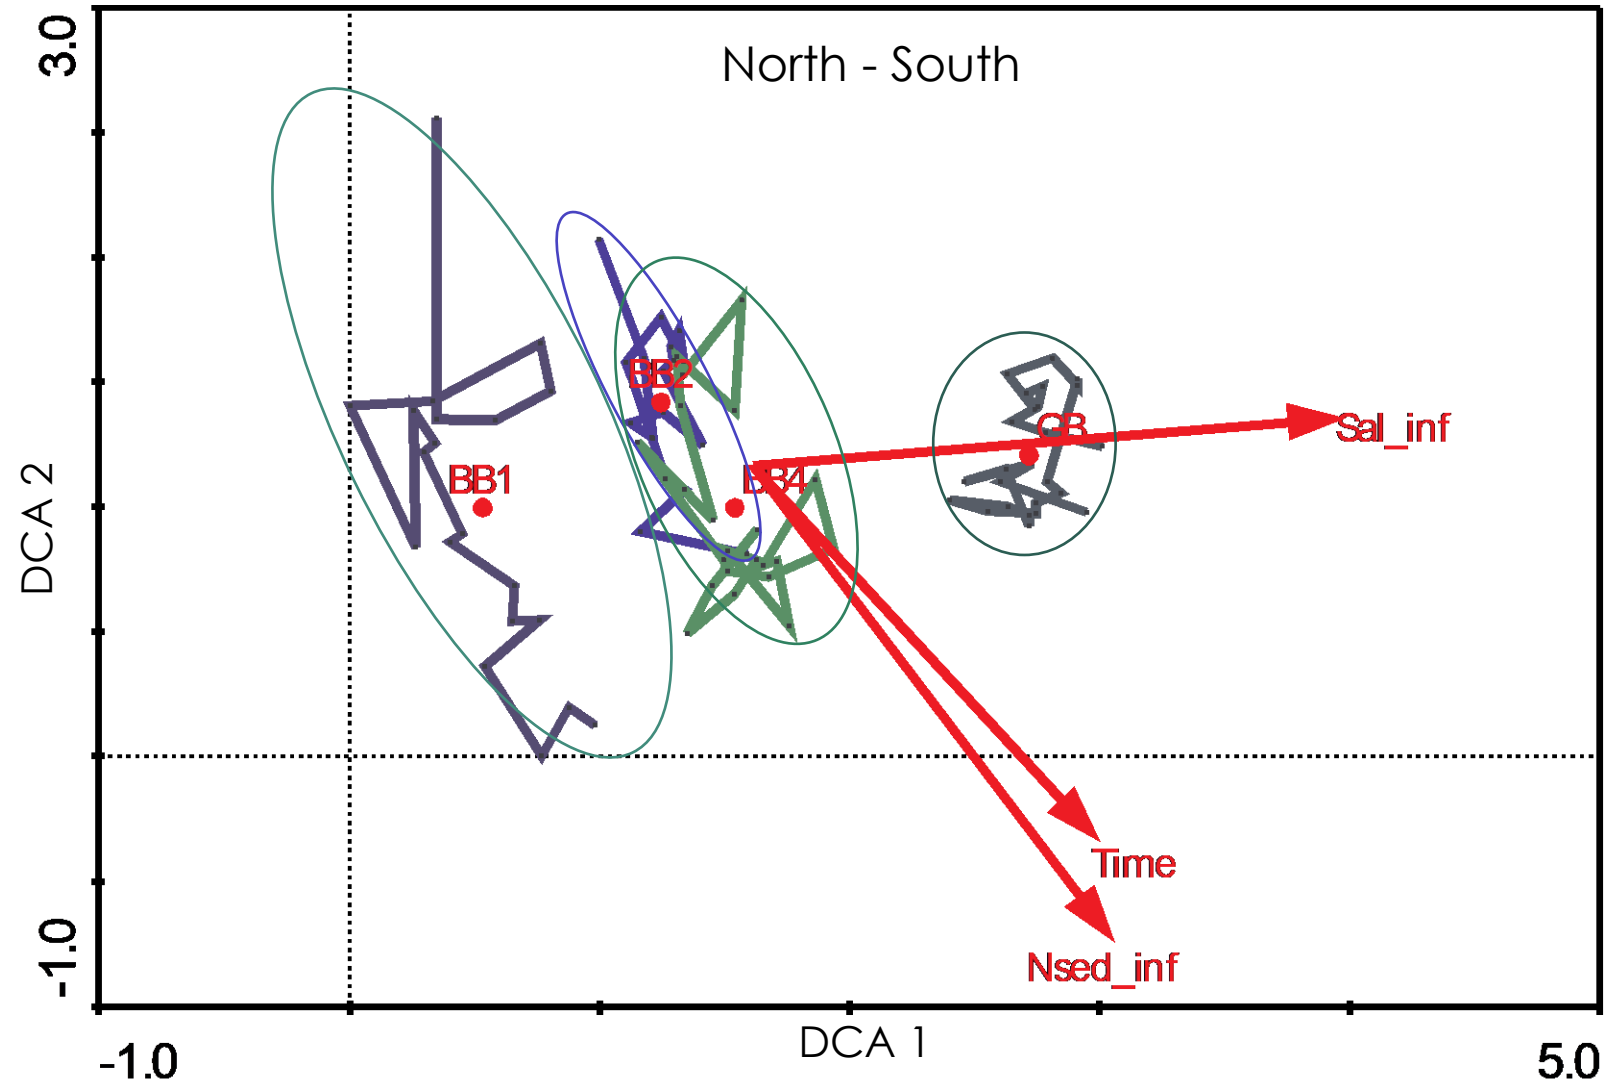 3.0
North - South
BB2
GB
Sal_inf
BB1
BB4
DCA 2
Time
Nsed_inf
-1.0
DCA 1
-1.0
5.0